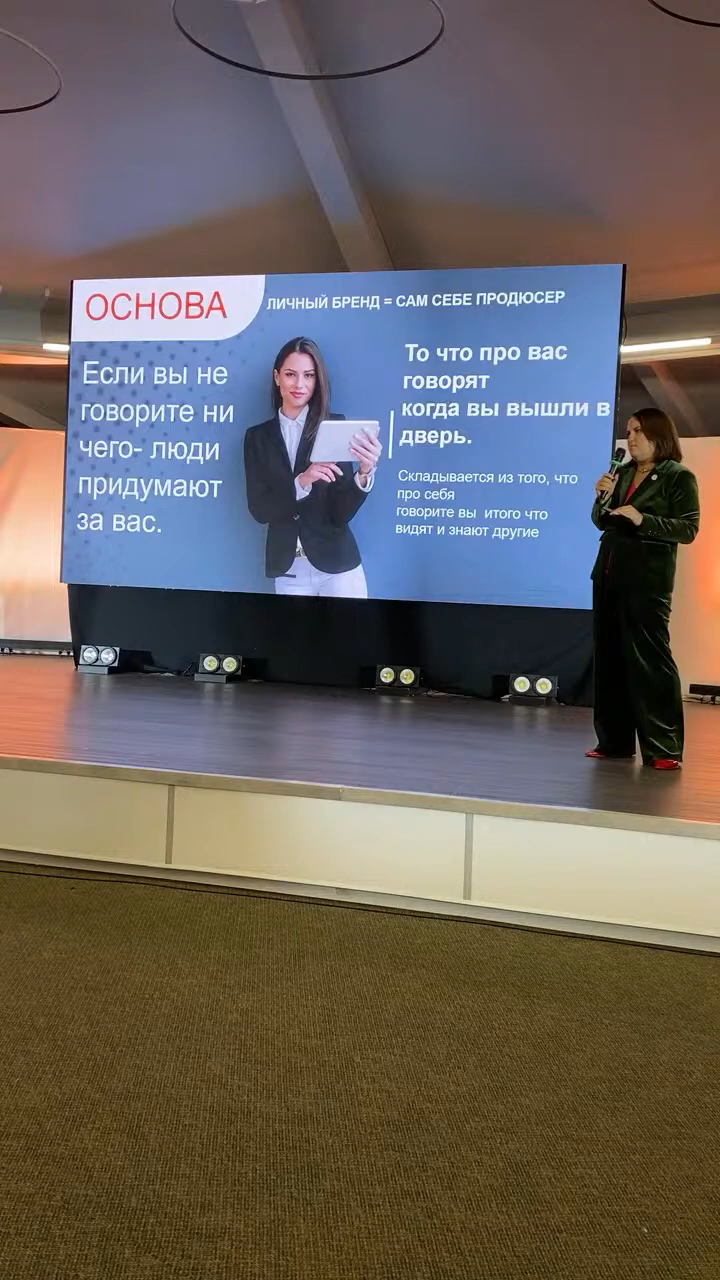 ОСНОВА
ЛИЧНЫЙ БРЕНД = САМ СЕБЕ ПРОДЮСЕР
Если вы не
говорите ни
чего- люди
придумают
за вас.
То что про вас
говорят
когда вы вышли в
дверь.
Складывается из того, что
про себя
говорите вы итого что
видят и знают другие